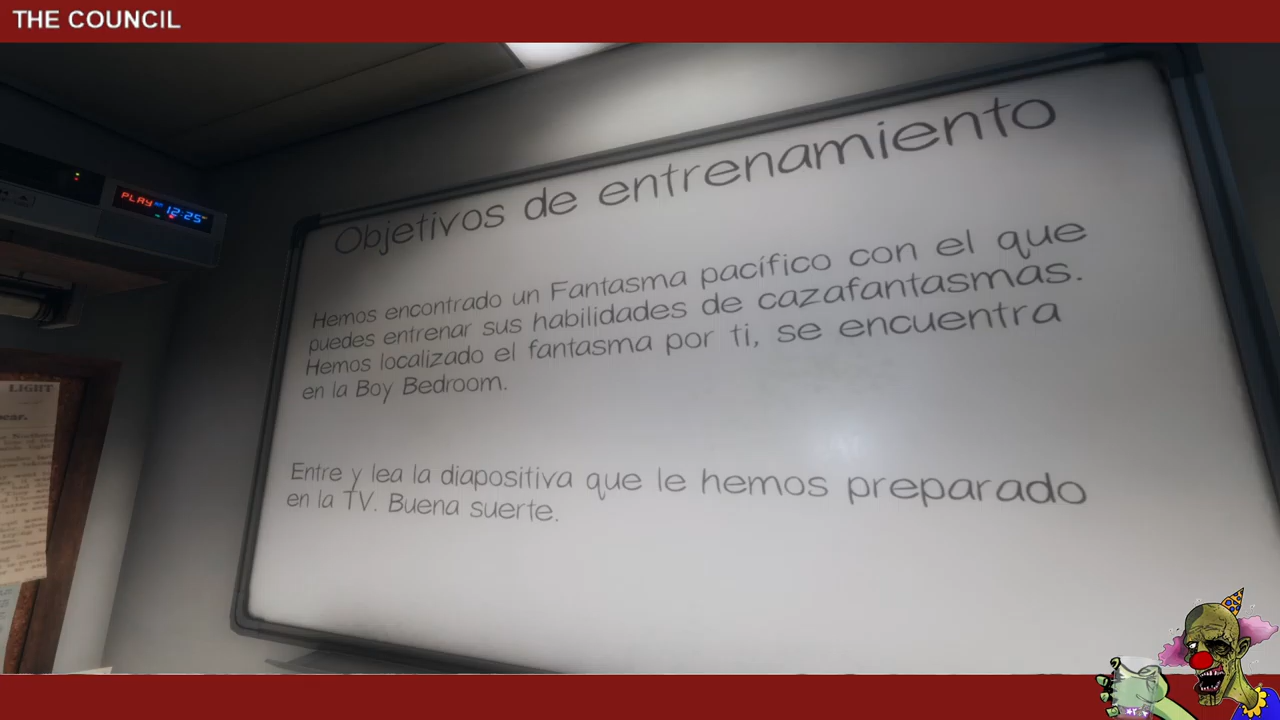 THE COUNCIL
PLAY 12:25
Objetivos de entrenamiento
Hemos encontrado un Fantasma pacífico con el que
puedes entrenar sus habilidades de cazafantasmas.
Hemos localizado el fantasma por ti, se encuentra
en la Boy Bedroom.
Entre y lea la diapositiva que le hemos preparado
en la TV. Buena suerte.
LIGHT